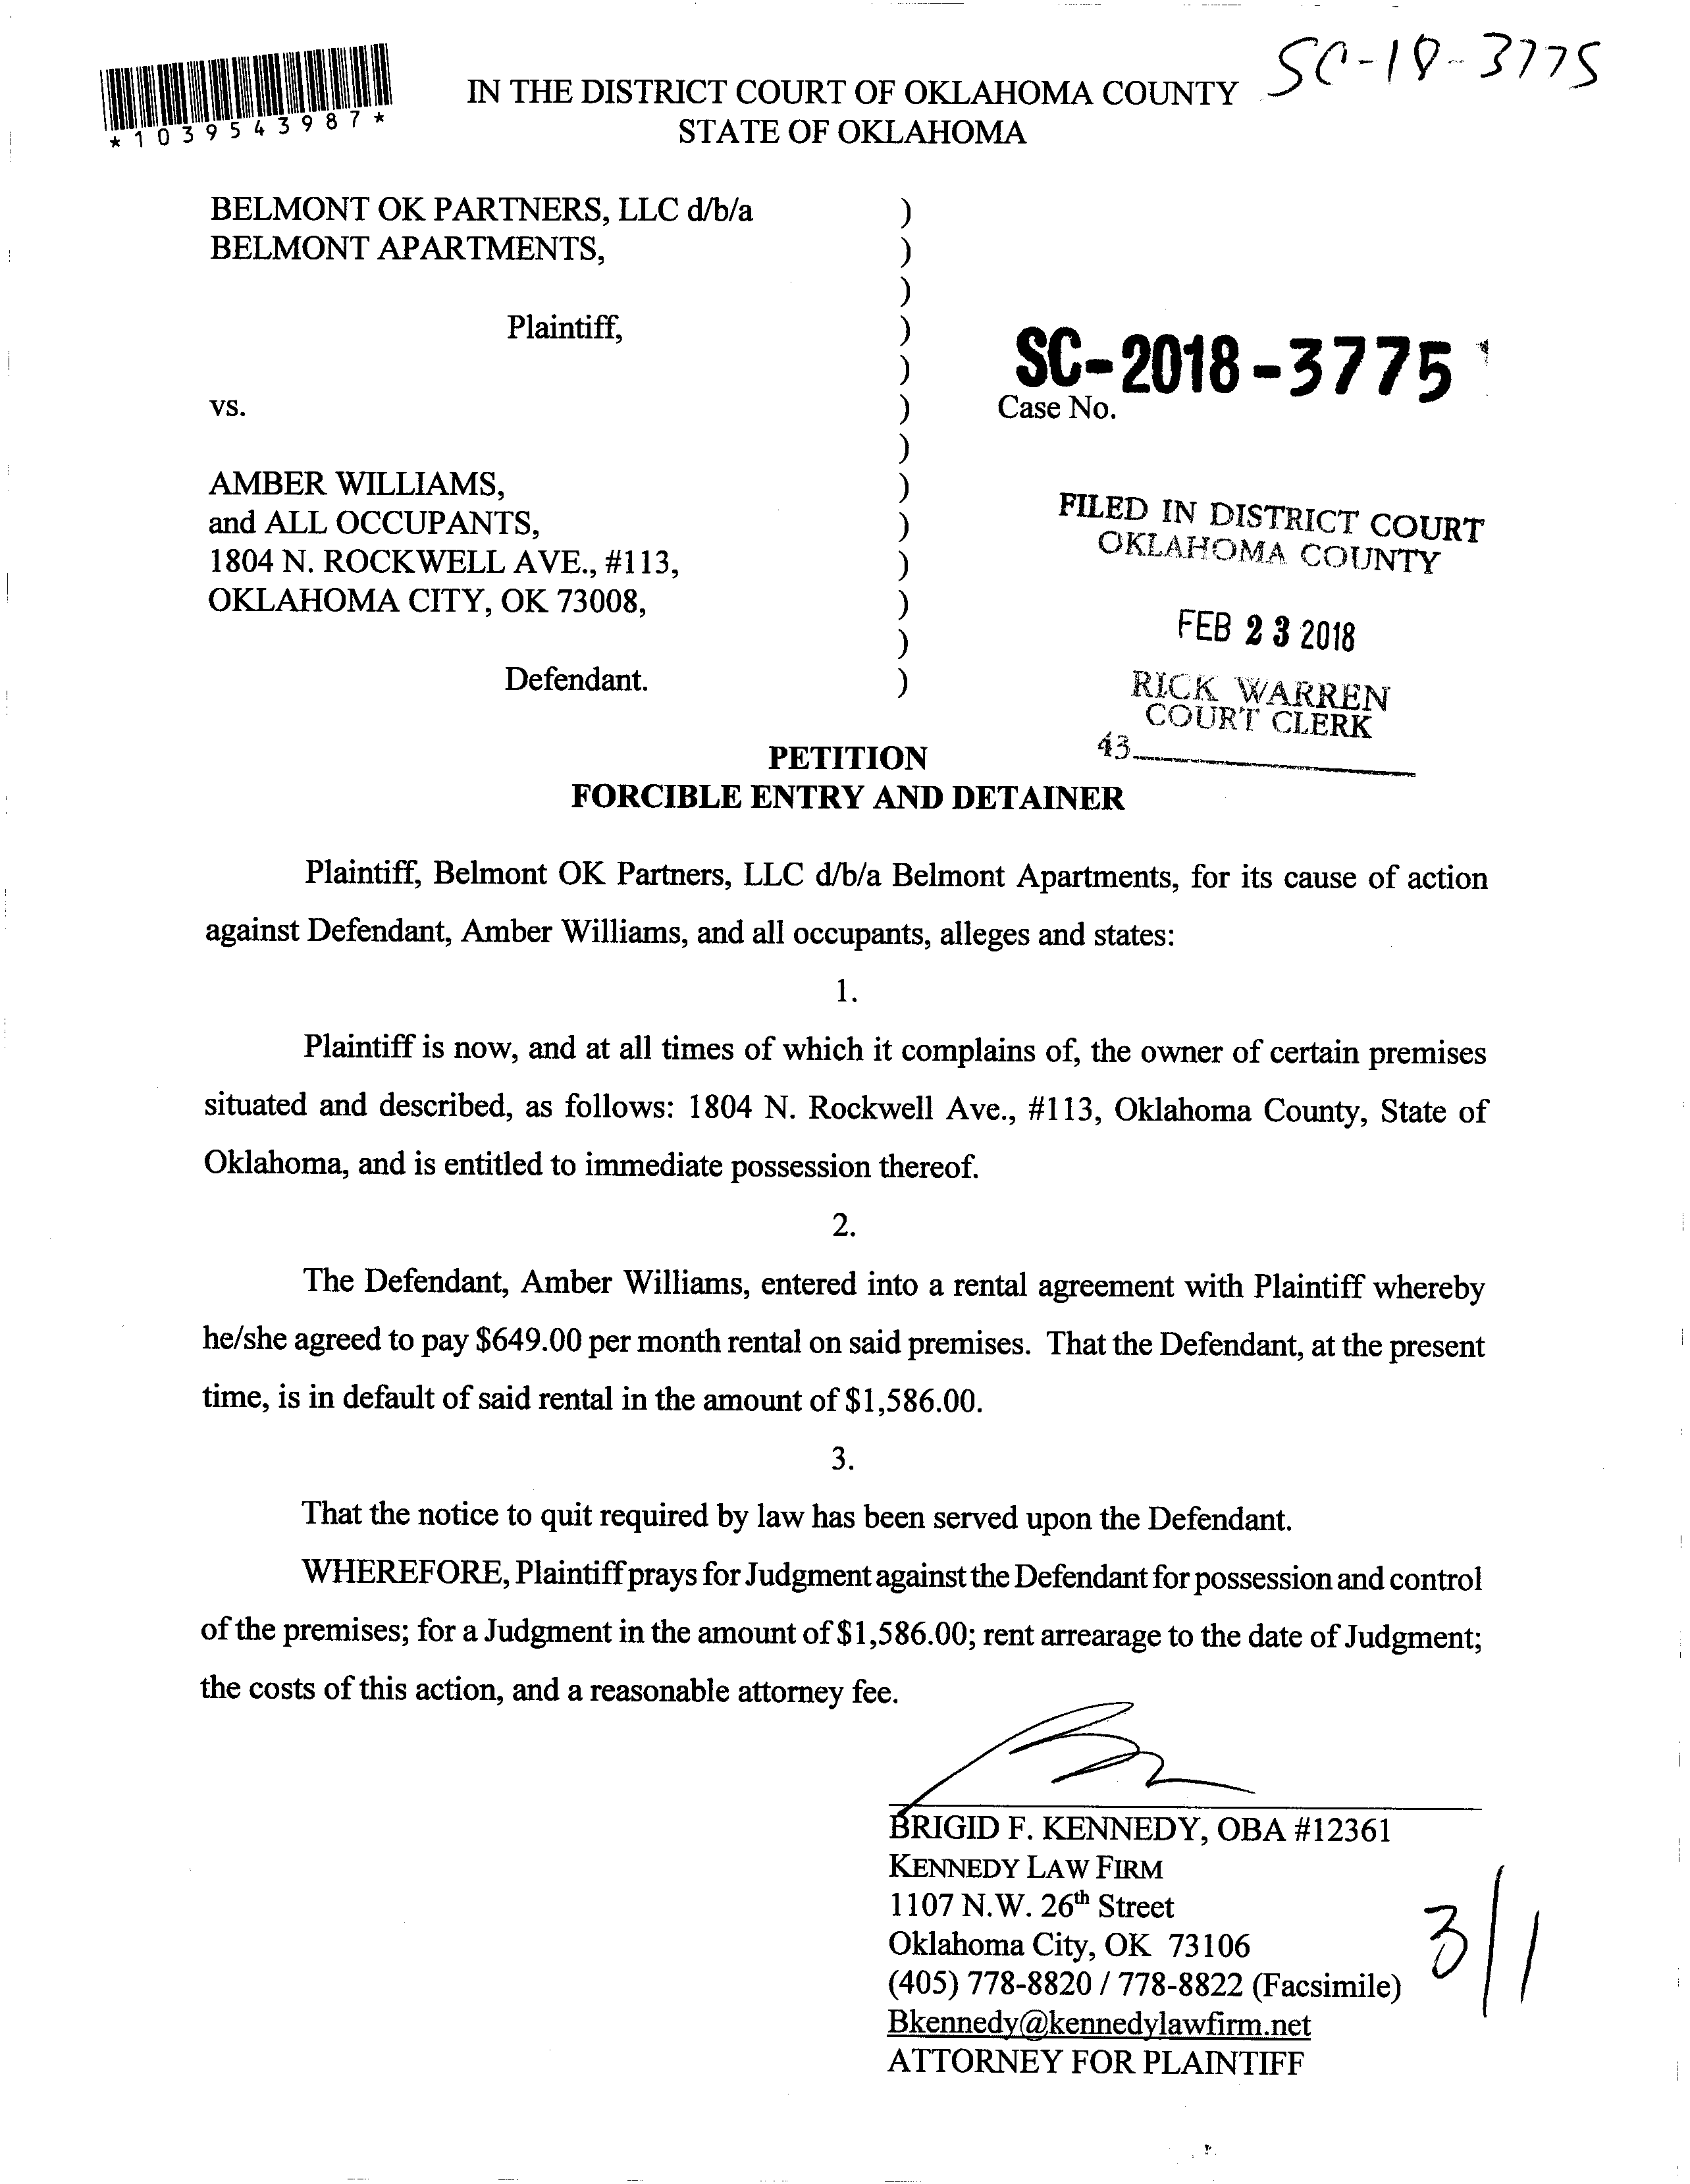 SC-18-3775
*1039543987*
IN THE DISTRICT COURT OF OKLAHOMA COUNTY
STATE OF OKLAHOMA
BELMONT OK PARTNERS, LLC d/b/a )
BELMONT APARTMENTS, )
)
Plaintiff, )
)
SC-2018-3775
vs. ) Case No.
)
AMBER WILLIAMS, )
and ALL OCCUPANTS, )
1804 N. ROCKWELL AVE., #113, )
OKLAHOMA CITY, OK 73008, )
)
Defendant. )
FILED IN DISTRICT COURT
OKLAHOMA COUNTY
FEB 23 2018
RICK WARREN
COURT CLERK
43
PETITION
FORCIBLE ENTRY AND DETAINER
Plaintiff, Belmont OK Partners, LLC d/b/a Belmont Apartments, for its cause of action
against Defendant, Amber Williams, and all occupants, alleges and states:
1.
Plaintiff is now, and at all times of which it complains of, the owner of certain premises
situated and described, as follows: 1804 N. Rockwell Ave., #113, Oklahoma County, State of
Oklahoma, and is entitled to immediate possession thereof.
2.
The Defendant, Amber Williams, entered into a rental agreement with Plaintiff whereby
he/she agreed to pay $649.00 per month rental on said premises. That the Defendant, at the present
time, is in default of said rental in the amount of $1,586.00.
3.
That the notice to quit required by law has been served upon the Defendant.
WHEREFORE, Plaintiff prays for Judgment against the Defendant for possession and control
of the premises; for a Judgment in the amount of $1,586.00; rent arrearage to the date of Judgment;
the costs of this action, and a reasonable attorney fee.
BRIGID F. KENNEDY, OBA #12361
KENNEDY LAW FIRM
1107 N.W. 26th Street
Oklahoma City, OK 73106
(405) 778-8820 / 778-8822 (Facsimile)
Bkennedy@kennedylawfirm.net
ATTORNEY FOR PLAINTIFF
3/1